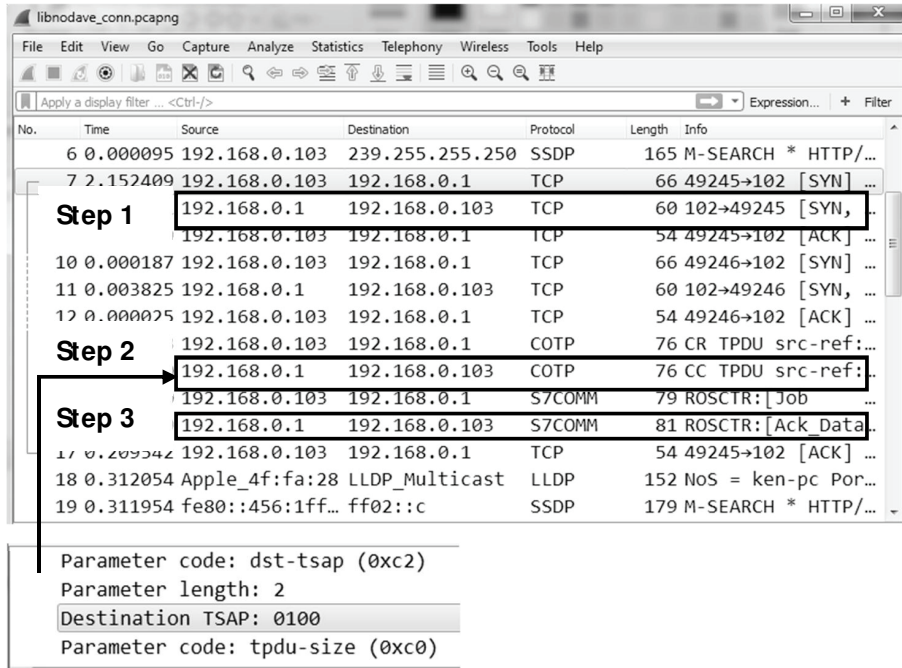 libnodave_conn.pcapng
File Edit View Go Capture Analyze Statistics Telephony Wireless Tools Help
Apply a display filter ... <Ctrl-/> Expression... + Filter
No. Time Source Destination Protocol Length Info
6 0.000095 192.168.0.103 239.255.255.250 SSDP 165 M-SEARCH * HTTP/…
7 2.152409 192.168.0.103 192.168.0.1 TCP 66 49245→102 [SYN] …
Step 1 192.168.0.1 192.168.0.103 TCP 60 102→49245 [SYN, …
192.168.0.103 192.168.0.1 TCP 54 49245→102 [ACK] …
10 0.000187 192.168.0.103 192.168.0.1 TCP 66 49246→102 [SYN] …
11 0.003825 192.168.0.1 192.168.0.103 TCP 60 102→49246 [SYN, …
12 0.000025 192.168.0.103 192.168.0.1 TCP 54 49246→102 [ACK] …
Step 2 192.168.0.103 192.168.0.1 COTP 76 CR TPDU src-ref:…
192.168.0.1 192.168.0.103 COTP 76 CC TPDU src-ref:…
Step 3 192.168.0.103 192.168.0.1 S7COMM 79 ROSCTR:[Job …
192.168.0.1 192.168.0.103 S7COMM 81 ROSCTR:[Ack_Data…
17 0.209542 192.168.0.103 192.168.0.1 TCP 54 49245→102 [ACK] …
18 0.312054 Apple_4f:fa:28 LLDP_Multicast LLDP 152 NoS = ken-pc Por…
19 0.311954 fe80::456:1ff… ff02::c SSDP 179 M-SEARCH * HTTP/…
Parameter code: dst-tsap (0xc2)
Parameter length: 2
Destination TSAP: 0100
Parameter code: tpdu-size (0xc0)